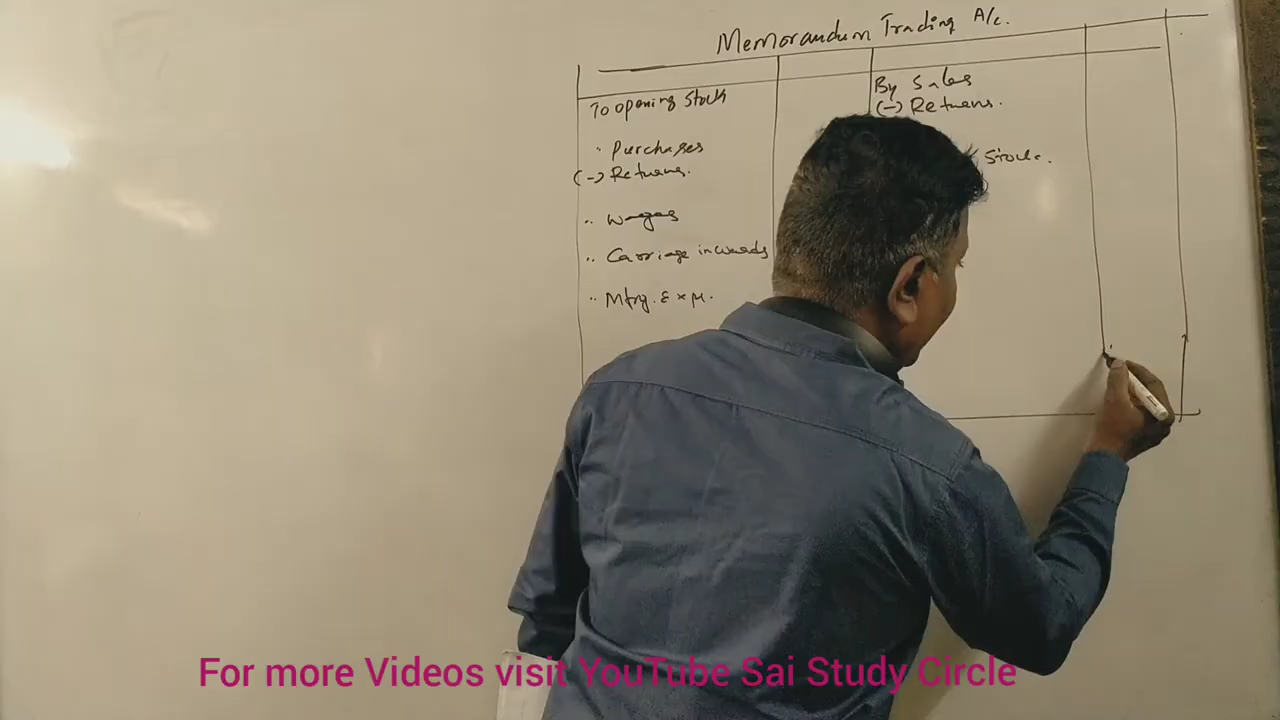 Memorandum Trading A/c.
To opening Stock
By Sales
(-) Returns.
" Purchases
(-) Returns.
Stock.
" Wages
" Carriage inwards
" Mfrg. Exp.
For more Videos visit YouTube Sai Study Circle